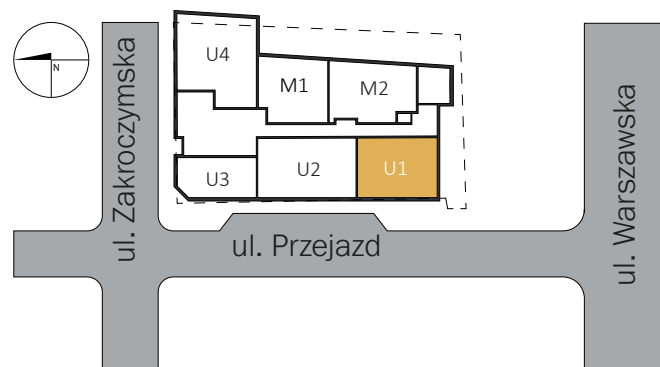 U4
M1
M2
N
U3
U2
U1
ul. Zakroczymska
ul. Przejazd
ul. Warszawska